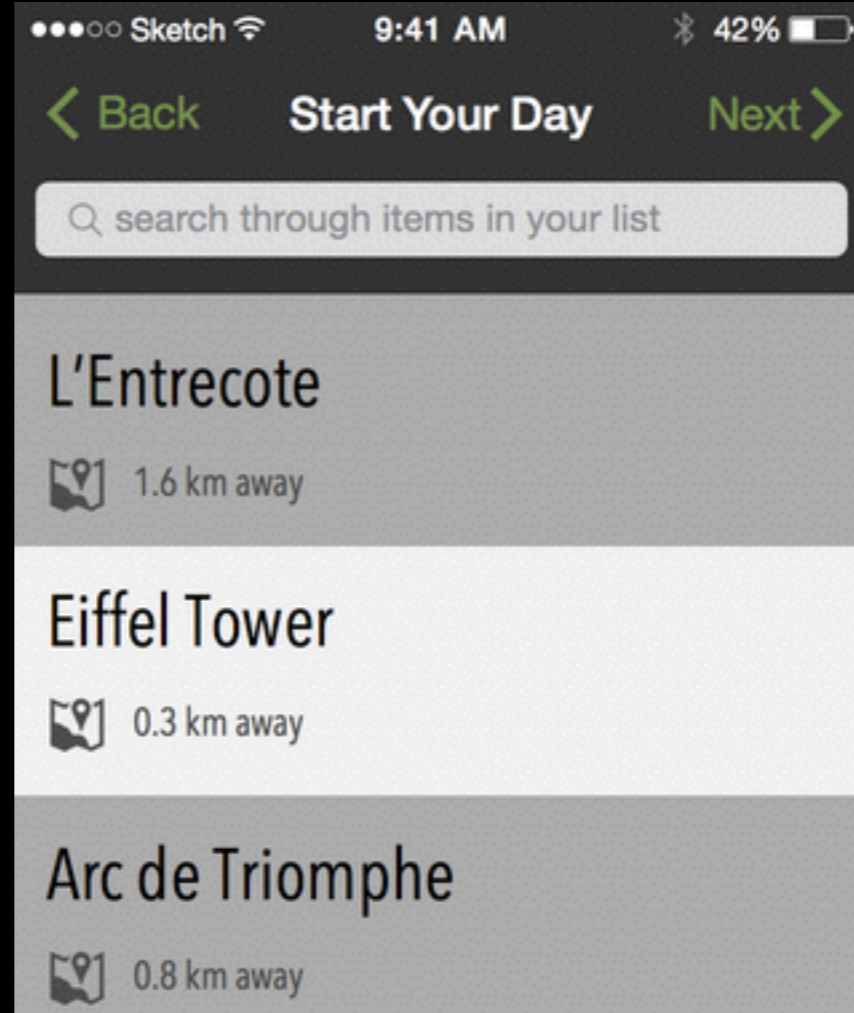 Sketch 9:41 AM 42%
Back Start Your Day Next
search through items in your list
L'Entrecote
1.6 km away
Eiffel Tower
0.3 km away
Arc de Triomphe
0.8 km away